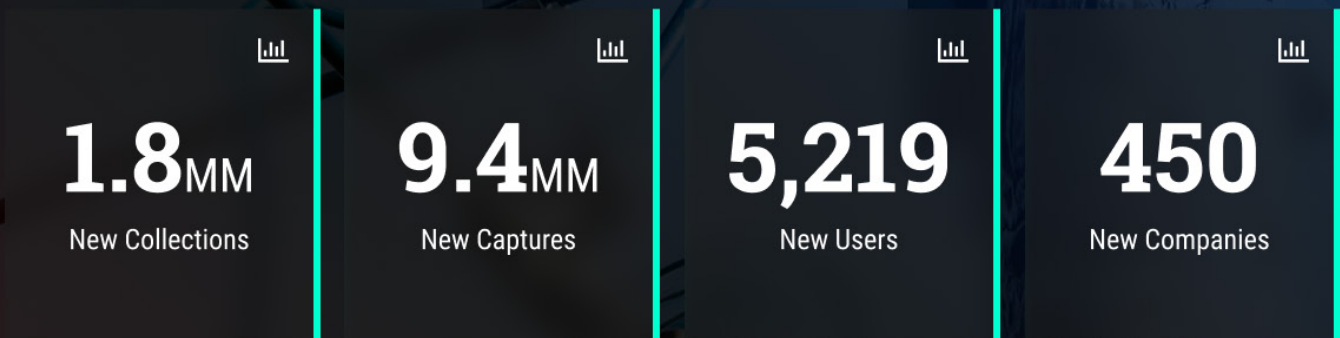 1.8MM
New Collections
9.4MM
New Captures
5,219
New Users
450
New Companies